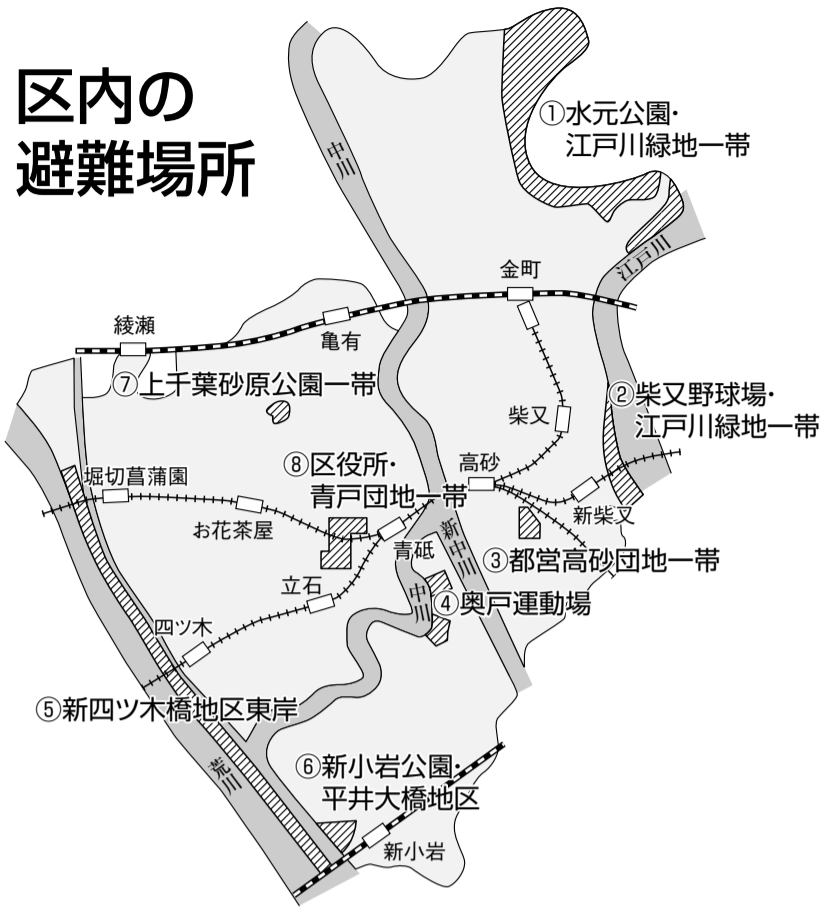 区内の
避難場所
①水元公園・
江戸川緑地一帯
中川
江戸川
金町
亀有
綾瀬
⑦上千葉砂原公園一帯
柴又
②柴又野球場・
江戸川緑地一帯
高砂
⑧区役所・
青戸団地一帯
堀切菖蒲園
お花茶屋
新柴又
青砥
新中川
③都営高砂団地一帯
立石
中川
④奥戸運動場
四ツ木
⑤新四ツ木橋地区東岸
荒川
⑥新小岩公園・
平井大橋地区
新小岩